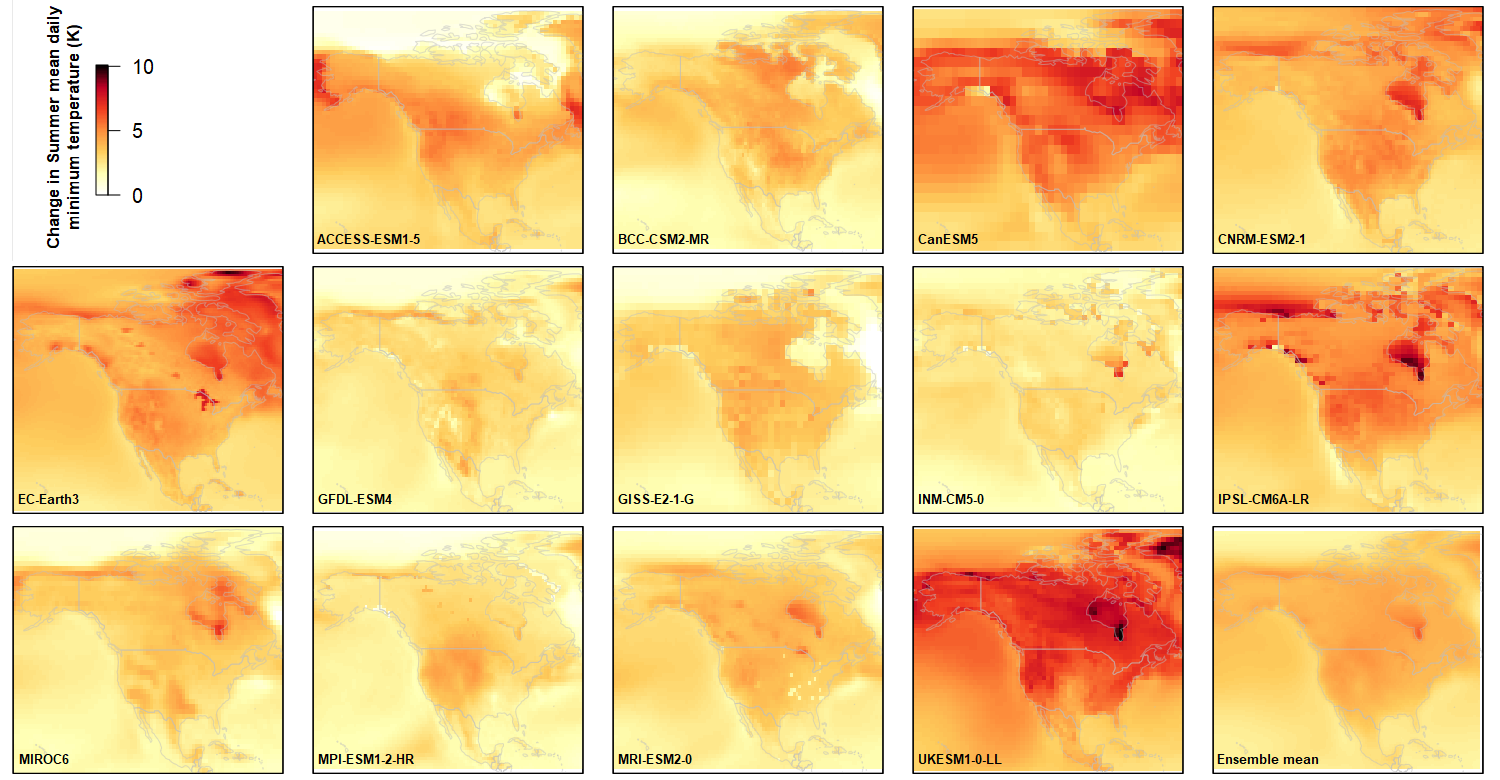 Change in Summer mean daily
minimum temperature (K)
10
5
0
ACCESS-ESM1-5
BCC-CSM2-MR
CanESM5
CNRM-ESM2-1
EC-Earth3
GFDL-ESM4
GISS-E2-1-G
INM-CM5-0
IPSL-CM6A-LR
MIROC6
MPI-ESM1-2-HR
MRI-ESM2-0
UKESM1-0-LL
Ensemble mean